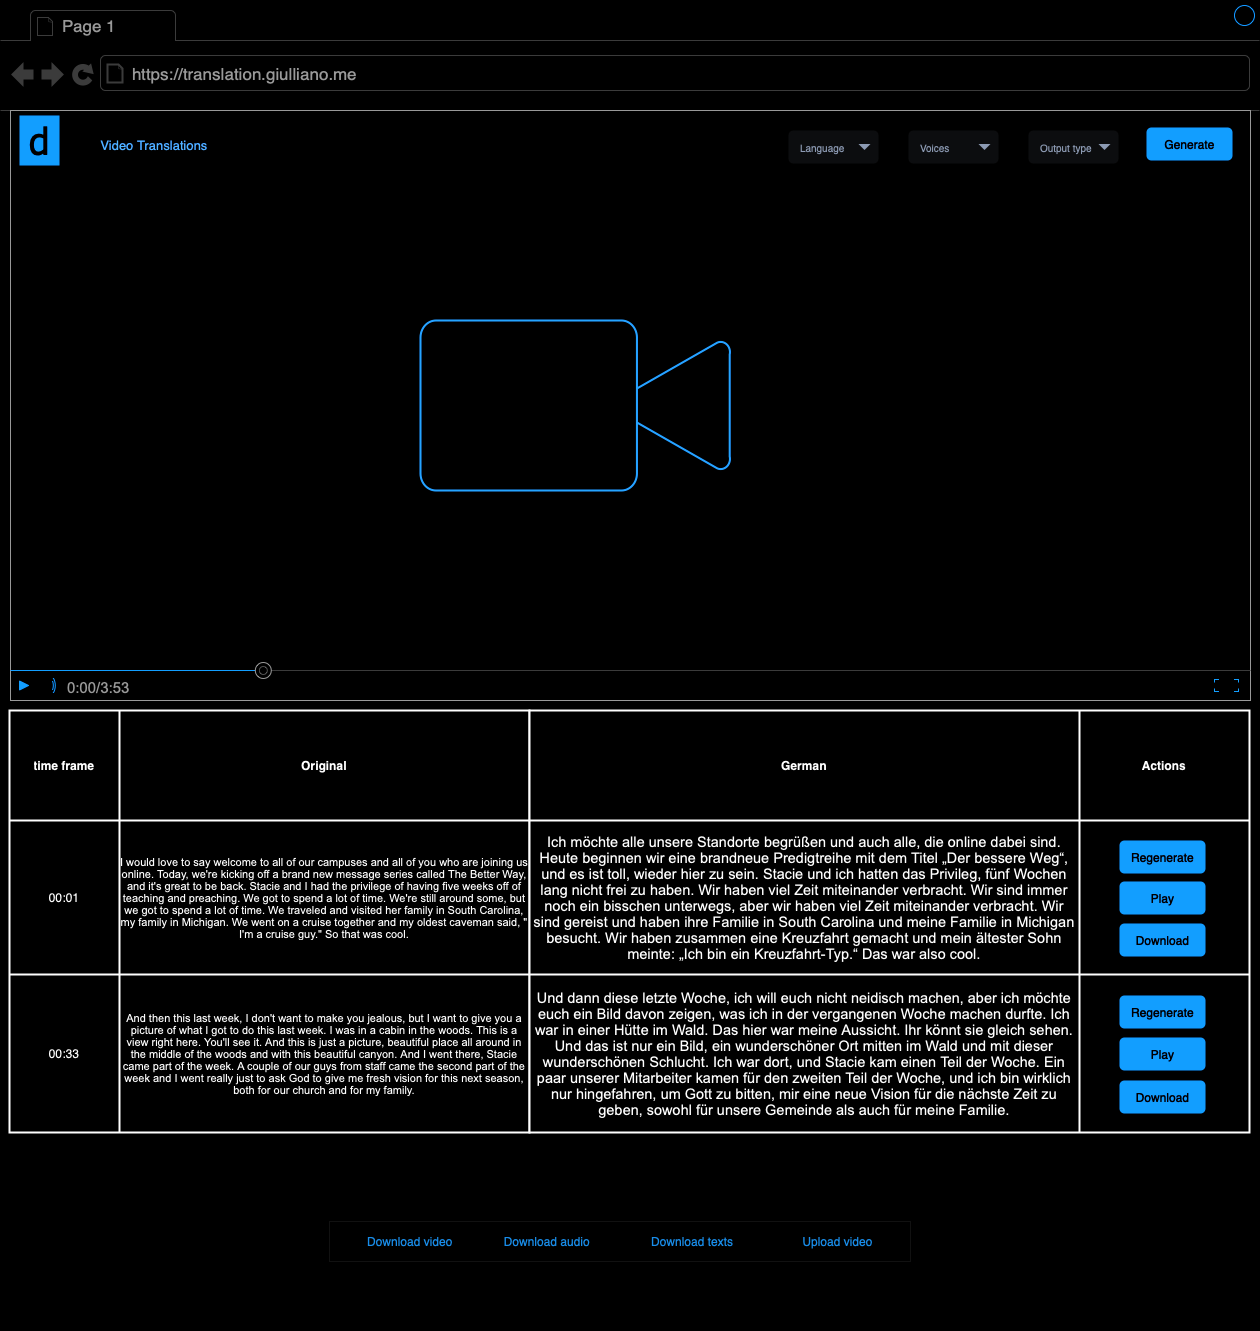 Page 1
https://translation.giulliano.me
d
Video Translations
Language
Voices
Output type
Generate
0:00/3:53
time frame
Original
German
Actions
00:01
I would love to say welcome to all of our campuses and all of you who are joining us
online. Today, we're kicking off a brand new message series called The Better Way,
and it's great to be back. Stacie and I had the privilege of having five weeks off of
teaching and preaching. We got to spend a lot of time. We're still around some, but
we got to spend a lot of time. We traveled and visited her family in South Carolina,
my family in Michigan. We went on a cruise together and my oldest caveman said, "
I'm a cruise guy." So that was cool.
Ich möchte alle unsere Standorte begrüßen und auch alle, die online dabei sind.
Heute beginnen wir eine brandneue Predigtreihe mit dem Titel „Der bessere Weg“,
und es ist toll, wieder hier zu sein. Stacie und ich hatten das Privileg, fünf Wochen
lang nicht frei zu haben. Wir haben viel Zeit miteinander verbracht. Wir sind immer
noch ein bisschen unterwegs, aber wir haben viel Zeit miteinander verbracht. Wir
sind gereist und haben ihre Familie in South Carolina und meine Familie in Michigan
besucht. Wir haben zusammen eine Kreuzfahrt gemacht und mein ältester Sohn
meinte: „Ich bin ein Kreuzfahrt-Typ.“ Das war also cool.
Regenerate
Play
Download
00:33
And then this last week, I don't want to make you jealous, but I want to give you a
picture of what I got to do this last week. I was in a cabin in the woods. This is a
view right here. You'll see it. And this is just a picture, beautiful place all around in
the middle of the woods and with this beautiful canyon. And I went there, Stacie
came part of the week. A couple of our guys from staff came the second part of the
week and I went really just to ask God to give me fresh vision for this next season,
both for our church and for my family.
Und dann diese letzte Woche, ich will euch nicht neidisch machen, aber ich möchte
euch ein Bild davon zeigen, was ich in der vergangenen Woche machen durfte. Ich
war in einer Hütte im Wald. Das hier war meine Aussicht. Ihr könnt sie gleich sehen.
Und das ist nur ein Bild, ein wunderschöner Ort mitten im Wald und mit dieser
wunderschönen Schlucht. Ich war dort, und Stacie kam einen Teil der Woche. Ein
paar unserer Mitarbeiter kamen für den zweiten Teil der Woche, und ich bin wirklich
nur hingefahren, um Gott zu bitten, mir eine neue Vision für die nächste Zeit zu
geben, sowohl für unsere Gemeinde als auch für meine Familie.
Regenerate
Play
Download
Download video
Download audio
Download texts
Upload video